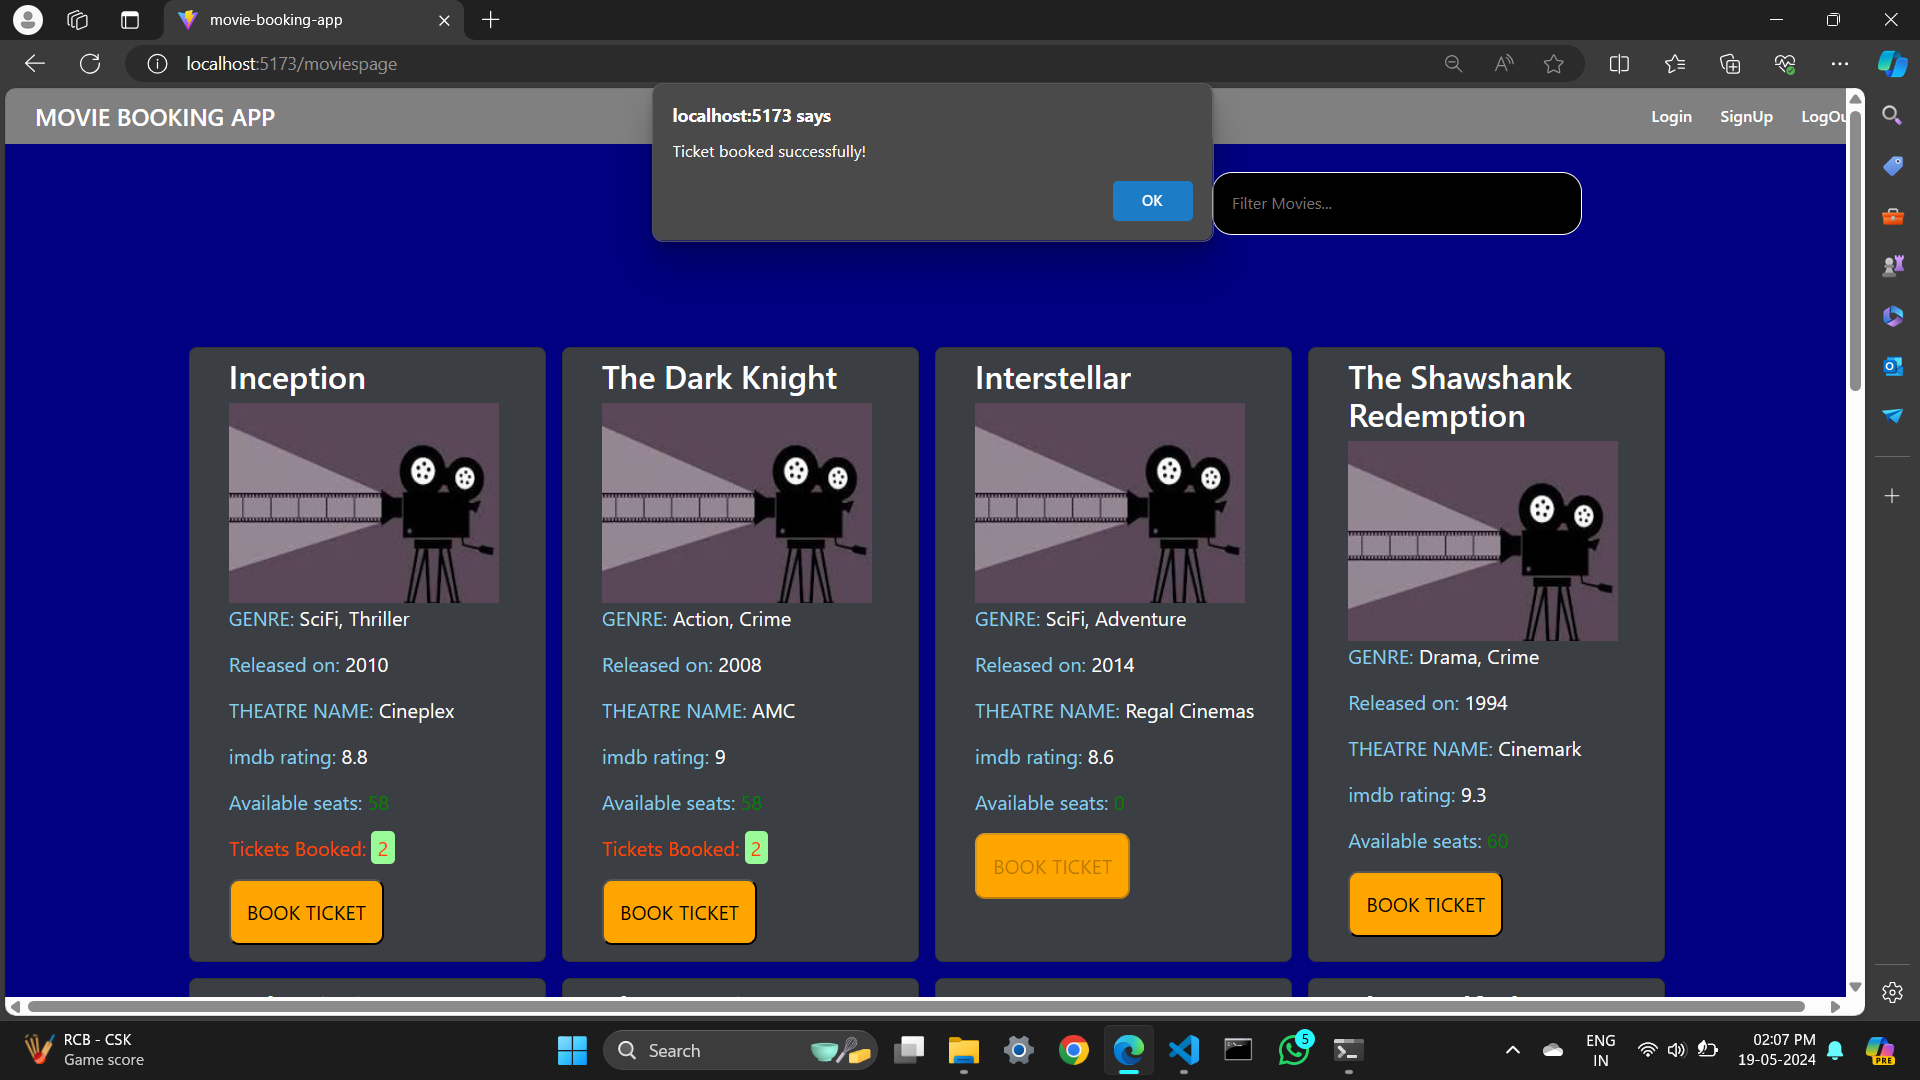 movie-booking-app
localhost:5173/moviespage
MOVIE BOOKING APP
Login
SignUp
LogOu
localhost:5173 says
Ticket booked successfully!
OK
Filter Movies...
Inception
GENRE: SciFi, Thriller
Released on: 2010
THEATRE NAME: Cineplex
imdb rating: 8.8
Available seats: 58
Tickets Booked: 2
BOOK TICKET
The Dark Knight
GENRE: Action, Crime
Released on: 2008
THEATRE NAME: AMC
imdb rating: 9
Available seats: 58
Tickets Booked: 2
BOOK TICKET
Interstellar
GENRE: SciFi, Adventure
Released on: 2014
THEATRE NAME: Regal Cinemas
imdb rating: 8.6
Available seats: 0
BOOK TICKET
The Shawshank
Redemption
GENRE: Drama, Crime
Released on: 1994
THEATRE NAME: Cinemark
imdb rating: 9.3
Available seats: 60
BOOK TICKET
RCB - CSK
Game score
Search
5
ENG
IN
02:07 PM
19-05-2024
PRE